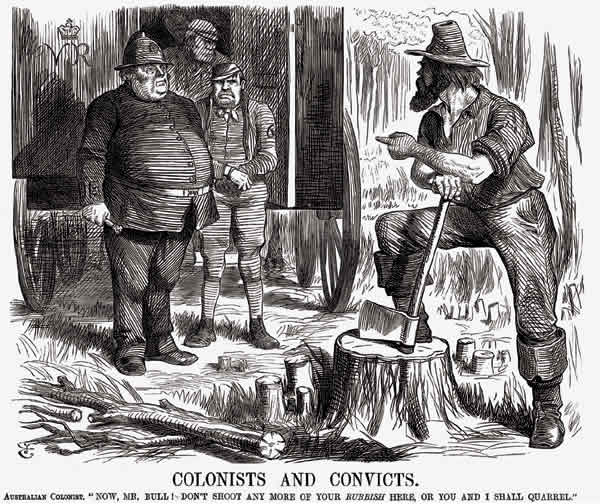 V R
COLONISTS AND CONVICTS.
AUSTRALIAN COLONIST. "NOW, MR. BULL! DON'T SHOOT ANY MORE OF YOUR RUBBISH HERE, OR YOU AND I SHALL QUARREL."